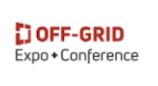 OFF-GRID
Expo + Conference